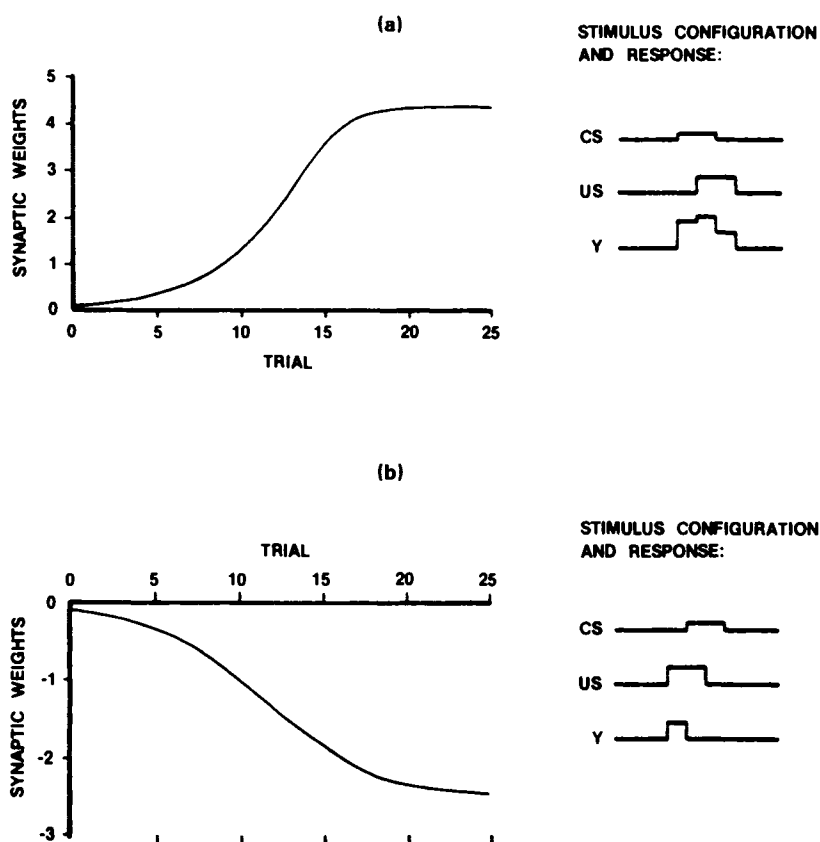 (a)
STIMULUS CONFIGURATION
AND RESPONSE:
SYNAPTIC WEIGHTS
5
4
3
2
1
0
0 5 10 15 20 25
TRIAL
CS
US
Y
(b)
STIMULUS CONFIGURATION
AND RESPONSE:
TRIAL
0 5 10 15 20 25
SYNAPTIC WEIGHTS
0
-1
-2
-3
CS
US
Y